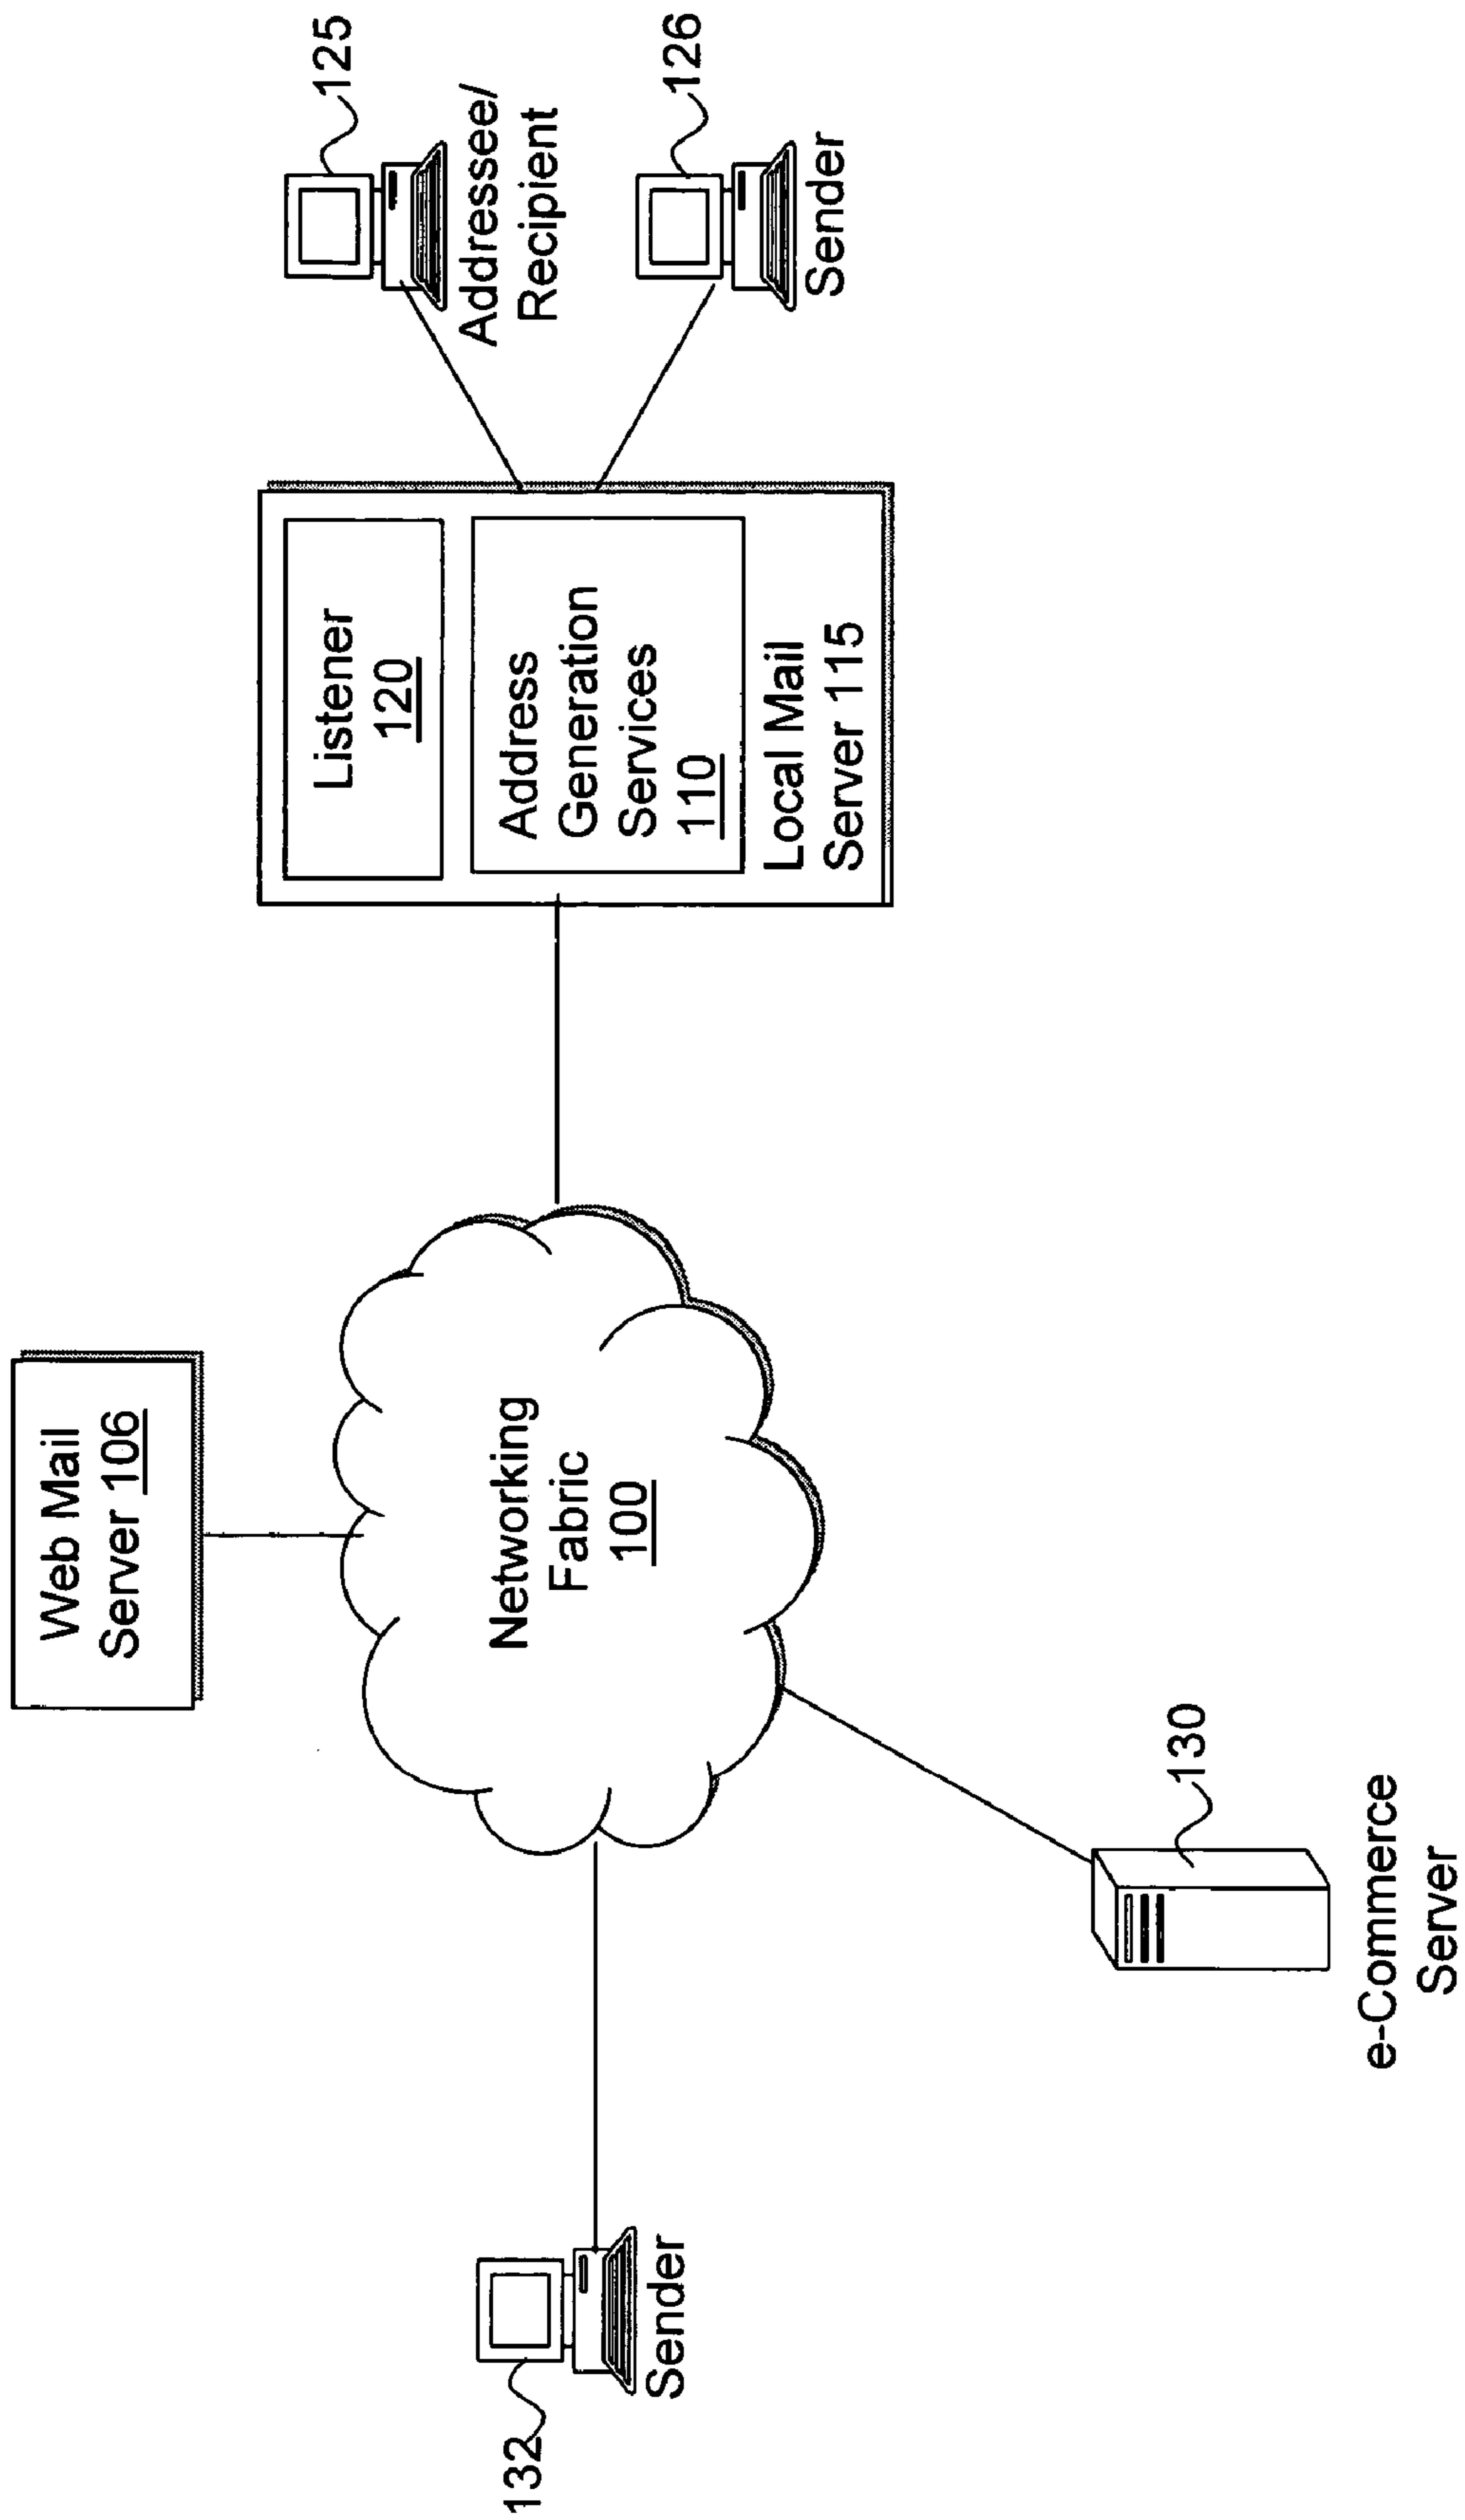 Web Mail
Server 106
125
Addressee/
Recipient
Listener
120
Address
Generation
Services
110
Local Mail
Server 115
126
Sender
Networking
Fabric
100
132
Sender
130
e-Commerce
Server